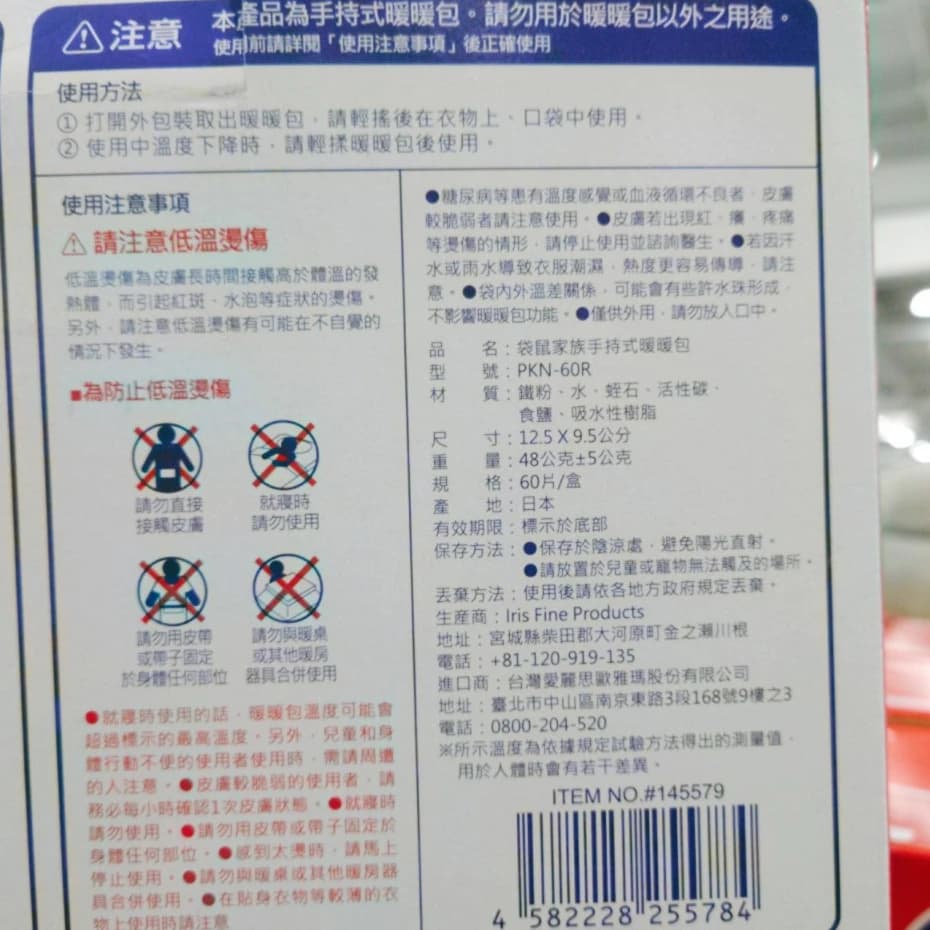 注意
本產品為手持式暖暖包。請勿用於暖暖包以外之用途。
使用前請詳閱「使用注意事項」後正確使用
使用方法
① 打開外包裝取出暖暖包，請輕搖後在衣物上、口袋中使用。
② 使用中溫度下降時，請輕揉暖暖包後使用。
使用注意事項
請注意低溫燙傷
低溫燙傷為皮膚長時間接觸高於體溫的發
熱體，而引起紅斑、水泡等症狀的燙傷。
另外，請注意低溫燙傷有可能在不自覺的
情況下發生。
■為防止低溫燙傷
請勿直接
接觸皮膚
就寢時
請勿使用
請勿用皮帶
或帶子固定
於身體任何部位
請勿與暖桌
或其他暖房
器具合併使用
●就寢時使用的話，暖暖包溫度可能會
超過標示的最高溫度。另外，兒童和身
體行動不便的使用者使用時，需請周遭
的人注意。●皮膚較脆弱的使用者，請
務必每小時確認1次皮膚狀態。●就寢時
請勿使用。●請勿用皮帶或帶子固定於
身體任何部位。●感到太燙時，請馬上
停止使用。●請勿與暖桌或其他暖房器
具合併使用。●在貼身衣物等較薄的衣
物上使用時請注意
●糖尿病等患有溫度感覺或血液循環不良者，皮膚
較脆弱者請注意使用。●皮膚若出現紅、癢、疼痛
等燙傷的情形，請停止使用並諮詢醫生。●若因汗
水或雨水導致衣服潮濕，熱度更容易傳導，請注
意。●袋內外溫差關係，可能會有些許水珠形成，
不影響暖暖包功能。●僅供外用，請勿放入口中。
品 名：袋鼠家族手持式暖暖包
型 號：PKN-60R
材 質：鐵粉、水、蛭石、活性碳、
食鹽、吸水性樹脂
尺 寸：12.5 X 9.5公分
重 量：48公克±5公克
規 格：60片/盒
產 地：日本
有效期限：標示於底部
保存方法：●保存於陰涼處，避免陽光直射。
●請放置於兒童或寵物無法觸及的場所。
丟棄方法：使用後請依各地方政府規定丟棄。
生產商：Iris Fine Products
地址：宮城縣柴田郡大河原町金之瀨川根
電話：+81-120-919-135
進口商：台灣愛麗思歐雅瑪股份有限公司
地址：臺北市中山區南京東路3段168號9樓之3
電話：0800-204-520
※所示溫度為依據規定試驗方法得出的測量值，
用於人體時會有若干差異。
ITEM NO.#145579
4 582228 255784